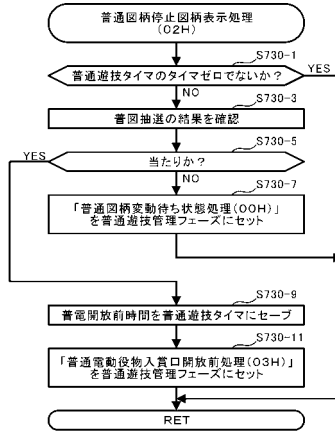 普通図柄停止図柄表示処理
(02H)
S730-1
普通遊技タイマのタイマゼロでないか?
YES
NO
S730-3
普図抽選の結果を確認
S730-5
YES
当たりか?
NO
S730-7
「普通図柄変動待ち状態処理(00H)」
を普通遊技管理フェーズにセット
S730-9
普電開放前時間を普通遊技タイマにセーブ
S730-11
「普通電動役物入賞口開放前処理(03H)」
を普通遊技管理フェーズにセット
RET